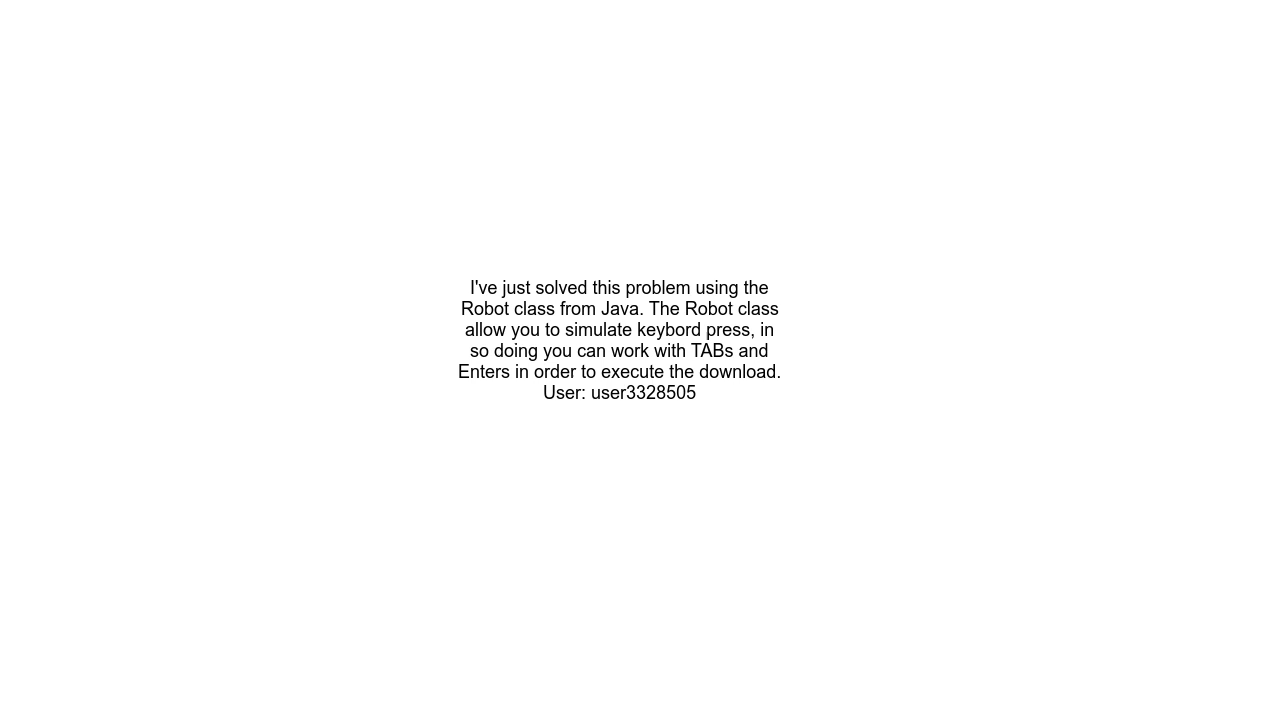 I've just solved this problem using the
Robot class from Java. The Robot class
allow you to simulate keybord press, in
so doing you can work with TABs and
Enters in order to execute the download.
User: user3328505